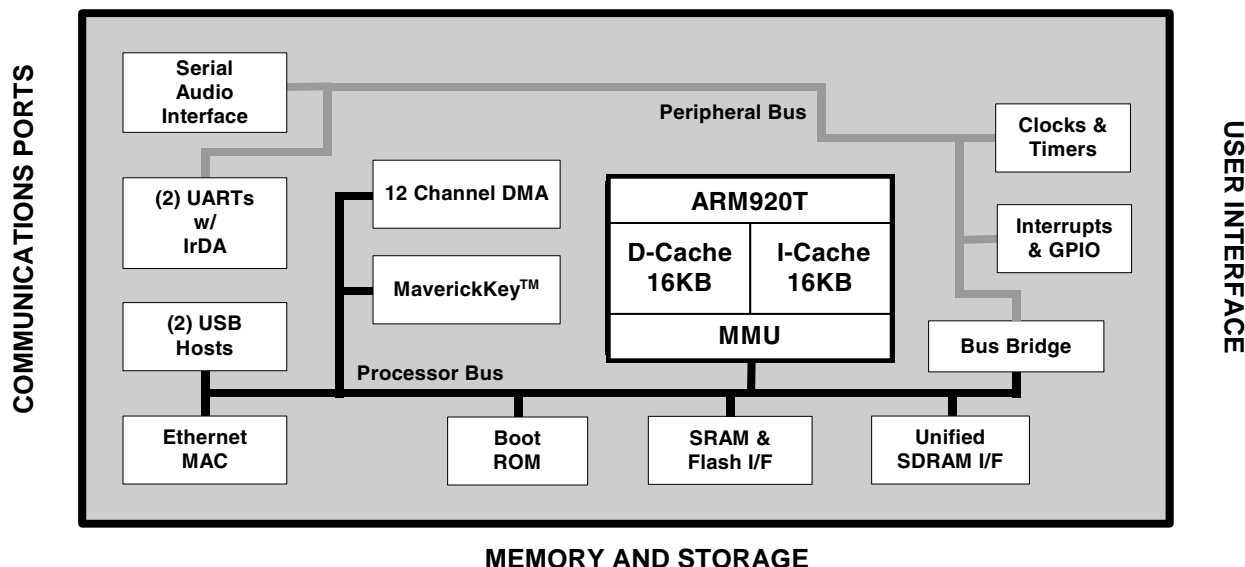 COMMUNICATIONS PORTS
Serial
Audio
Interface
Peripheral Bus
Clocks &
Timers
(2) UARTs
w/
IrDA
12 Channel DMA
ARM920T
D-Cache
16KB
I-Cache
16KB
MMU
Interrupts
& GPIO
MaverickKey™
(2) USB
Hosts
Bus Bridge
Processor Bus
Ethernet
MAC
Boot
ROM
SRAM &
Flash I/F
Unified
SDRAM I/F
USER INTERFACE
MEMORY AND STORAGE